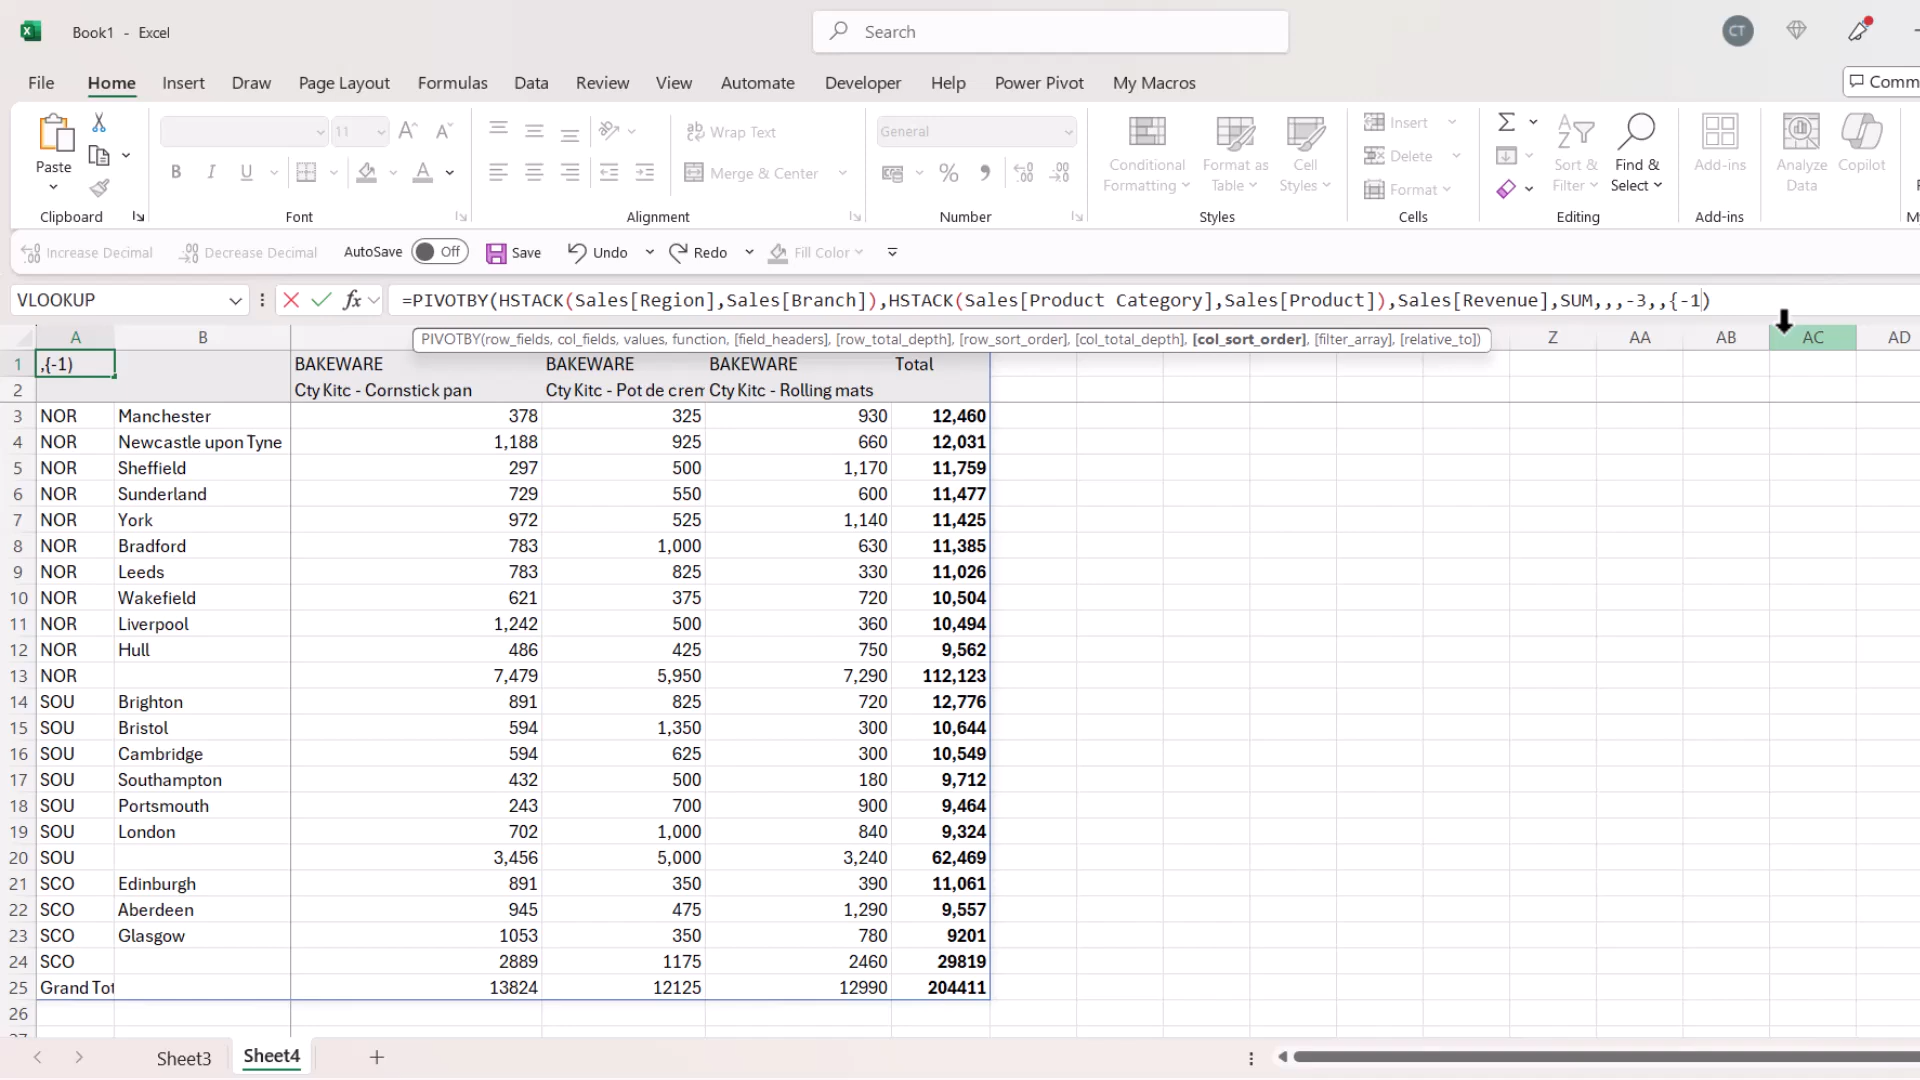 Book1 - Excel
Search
CT
File Home Insert Draw Page Layout Formulas Data Review View Automate Developer Help Power Pivot My Macros
Comm
Paste
11
B I U
Wrap Text
Merge & Center
General
Conditional Formatting
Format as Table
Cell Styles
Insert
Delete
Format
Sort & Filter
Find & Select
Add-ins
Analyze Data
Copilot
Clipboard Font Alignment Number Styles Cells Editing Add-ins
Increase Decimal Decrease Decimal AutoSave Off Save Undo Redo Fill Color
VLOOKUP fx =PIVOTBY(HSTACK(Sales[Region],Sales[Branch]),HSTACK(Sales[Product Category],Sales[Product]),Sales[Revenue],SUM,,,-3,,{-1)
PIVOTBY(row_fields, col_fields, values, function, [field_headers], [row_total_depth], [row_sort_order], [col_total_depth], [col_sort_order], [filter_array], [relative_to])
A B Z AA AB AC AD
1 ,{-1) BAKEWARE BAKEWARE BAKEWARE Total
2 Cty Kitc - Cornstick pan Cty Kitc - Pot de crem Cty Kitc - Rolling mats
3 NOR Manchester 378 325 930 12,460
4 NOR Newcastle upon Tyne 1,188 925 660 12,031
5 NOR Sheffield 297 500 1,170 11,759
6 NOR Sunderland 729 550 600 11,477
7 NOR York 972 525 1,140 11,425
8 NOR Bradford 783 1,000 630 11,385
9 NOR Leeds 783 825 330 11,026
10 NOR Wakefield 621 375 720 10,504
11 NOR Liverpool 1,242 500 360 10,494
12 NOR Hull 486 425 750 9,562
13 NOR 7,479 5,950 7,290 112,123
14 SOU Brighton 891 825 720 12,776
15 SOU Bristol 594 1,350 300 10,644
16 SOU Cambridge 594 625 300 10,549
17 SOU Southampton 432 500 180 9,712
18 SOU Portsmouth 243 700 900 9,464
19 SOU London 702 1,000 840 9,324
20 SOU 3,456 5,000 3,240 62,469
21 SCO Edinburgh 891 350 390 11,061
22 SCO Aberdeen 945 475 1,290 9,557
23 SCO Glasgow 1053 350 780 9201
24 SCO 2889 1175 2460 29819
25 Grand Tot 13824 12125 12990 204411
26
Sheet3 Sheet4